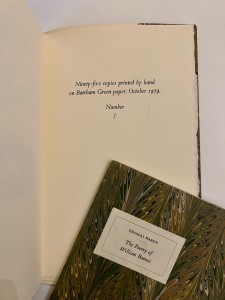 Ninety-five copies printed by hand
on Barcham Green paper. October 1979.
Number
1
THOMAS HARDY
The Poetry of
William Barnes